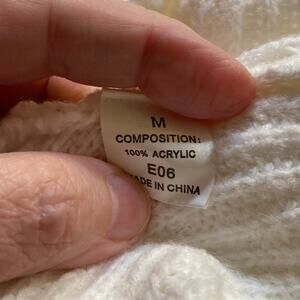 M
COMPOSITION:
100% ACRYLIC
E06
MADE IN CHINA